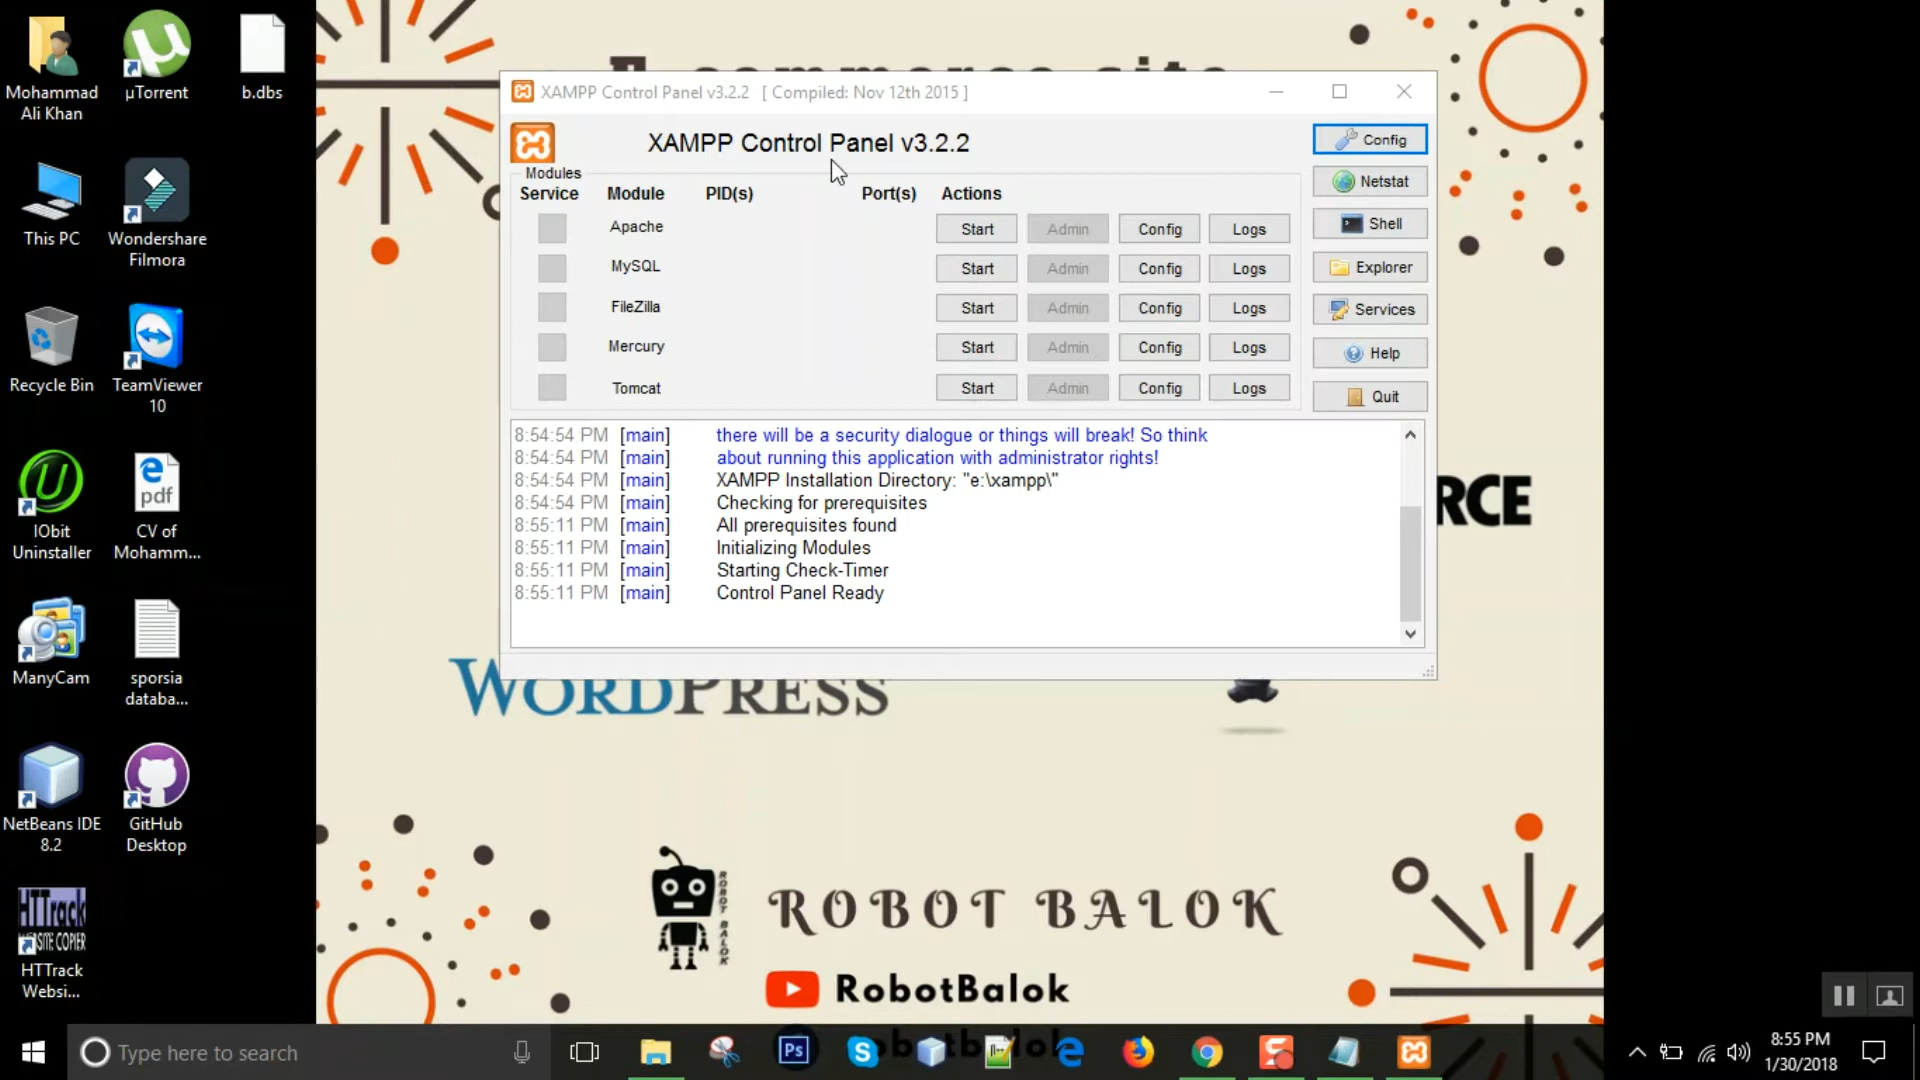 Mohammad
Ali Khan
µTorrent
b.dbs
This PC
Wondershare
Filmora
Recycle Bin
TeamViewer
10
IObit
Uninstaller
pdf
CV of
Mohamm...
ManyCam
sporsia
databa...
NetBeans IDE
8.2
GitHub
Desktop
HTTrack
WEBSITE COPIER
HTTrack
Websi...
XAMPP Control Panel v3.2.2 [ Compiled: Nov 12th 2015 ]
XAMPP Control Panel v3.2.2
Config
Modules
Service Module PID(s) Port(s) Actions
Netstat
Apache Start Admin Config Logs
Shell
MySQL Start Admin Config Logs
Explorer
FileZilla Start Admin Config Logs
Services
Mercury Start Admin Config Logs
Help
Tomcat Start Admin Config Logs
Quit
8:54:54 PM [main] there will be a security dialogue or things will break! So think
8:54:54 PM [main] about running this application with administrator rights!
8:54:54 PM [main] XAMPP Installation Directory: "e:\xampp\"
8:54:54 PM [main] Checking for prerequisites
8:55:11 PM [main] All prerequisites found
8:55:11 PM [main] Initializing Modules
8:55:11 PM [main] Starting Check-Timer
8:55:11 PM [main] Control Panel Ready
RCE
WORDPRESS
ROBOT BALOK
ROBOT BALOK
RobotBalok
robotbalok
Type here to search
Ps
8:55 PM
1/30/2018